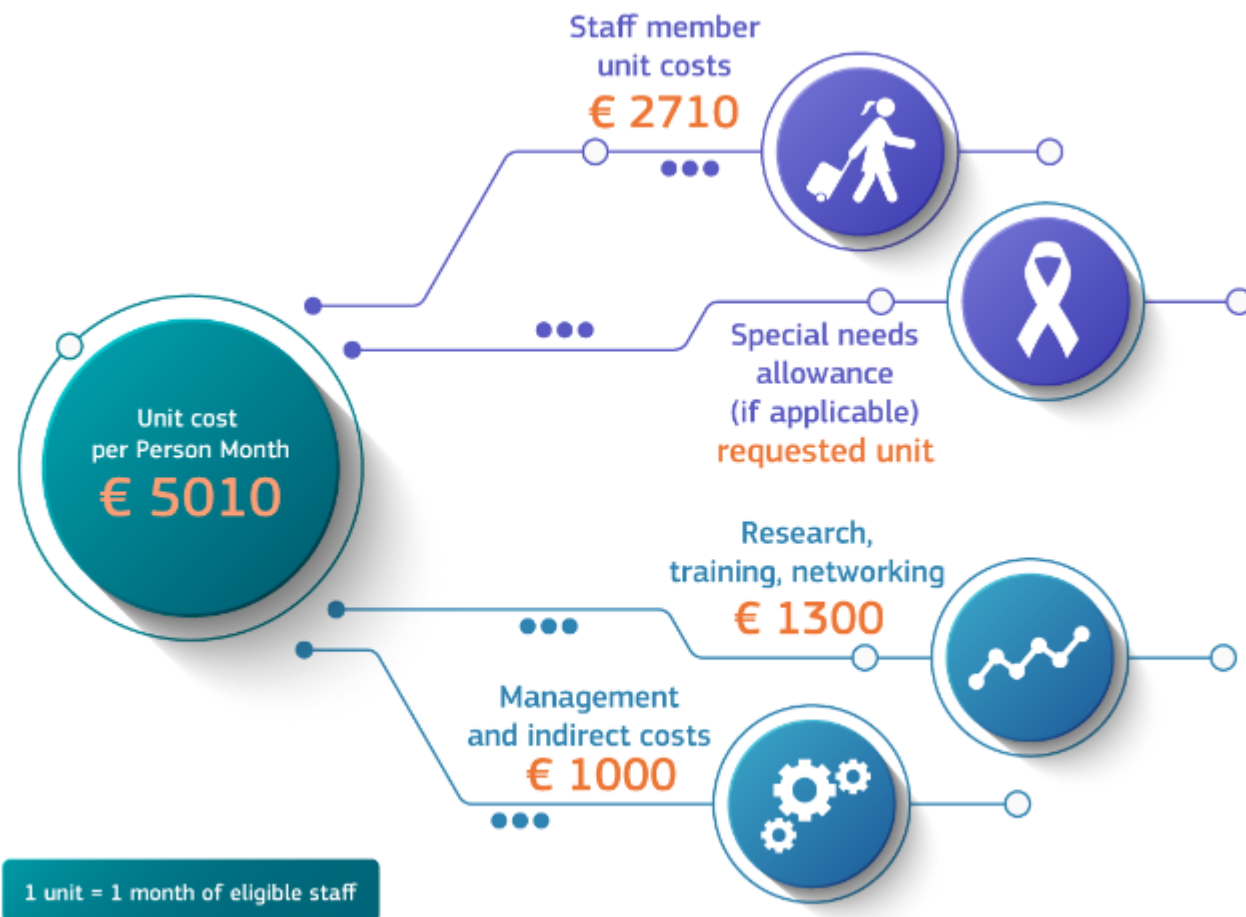 Staff member
unit costs
€ 2710
Special needs
allowance
(if applicable)
requested unit
Unit cost
per Person Month
€ 5010
Research,
training, networking
€ 1300
Management
and indirect costs
€ 1000
1 unit = 1 month of eligible staff